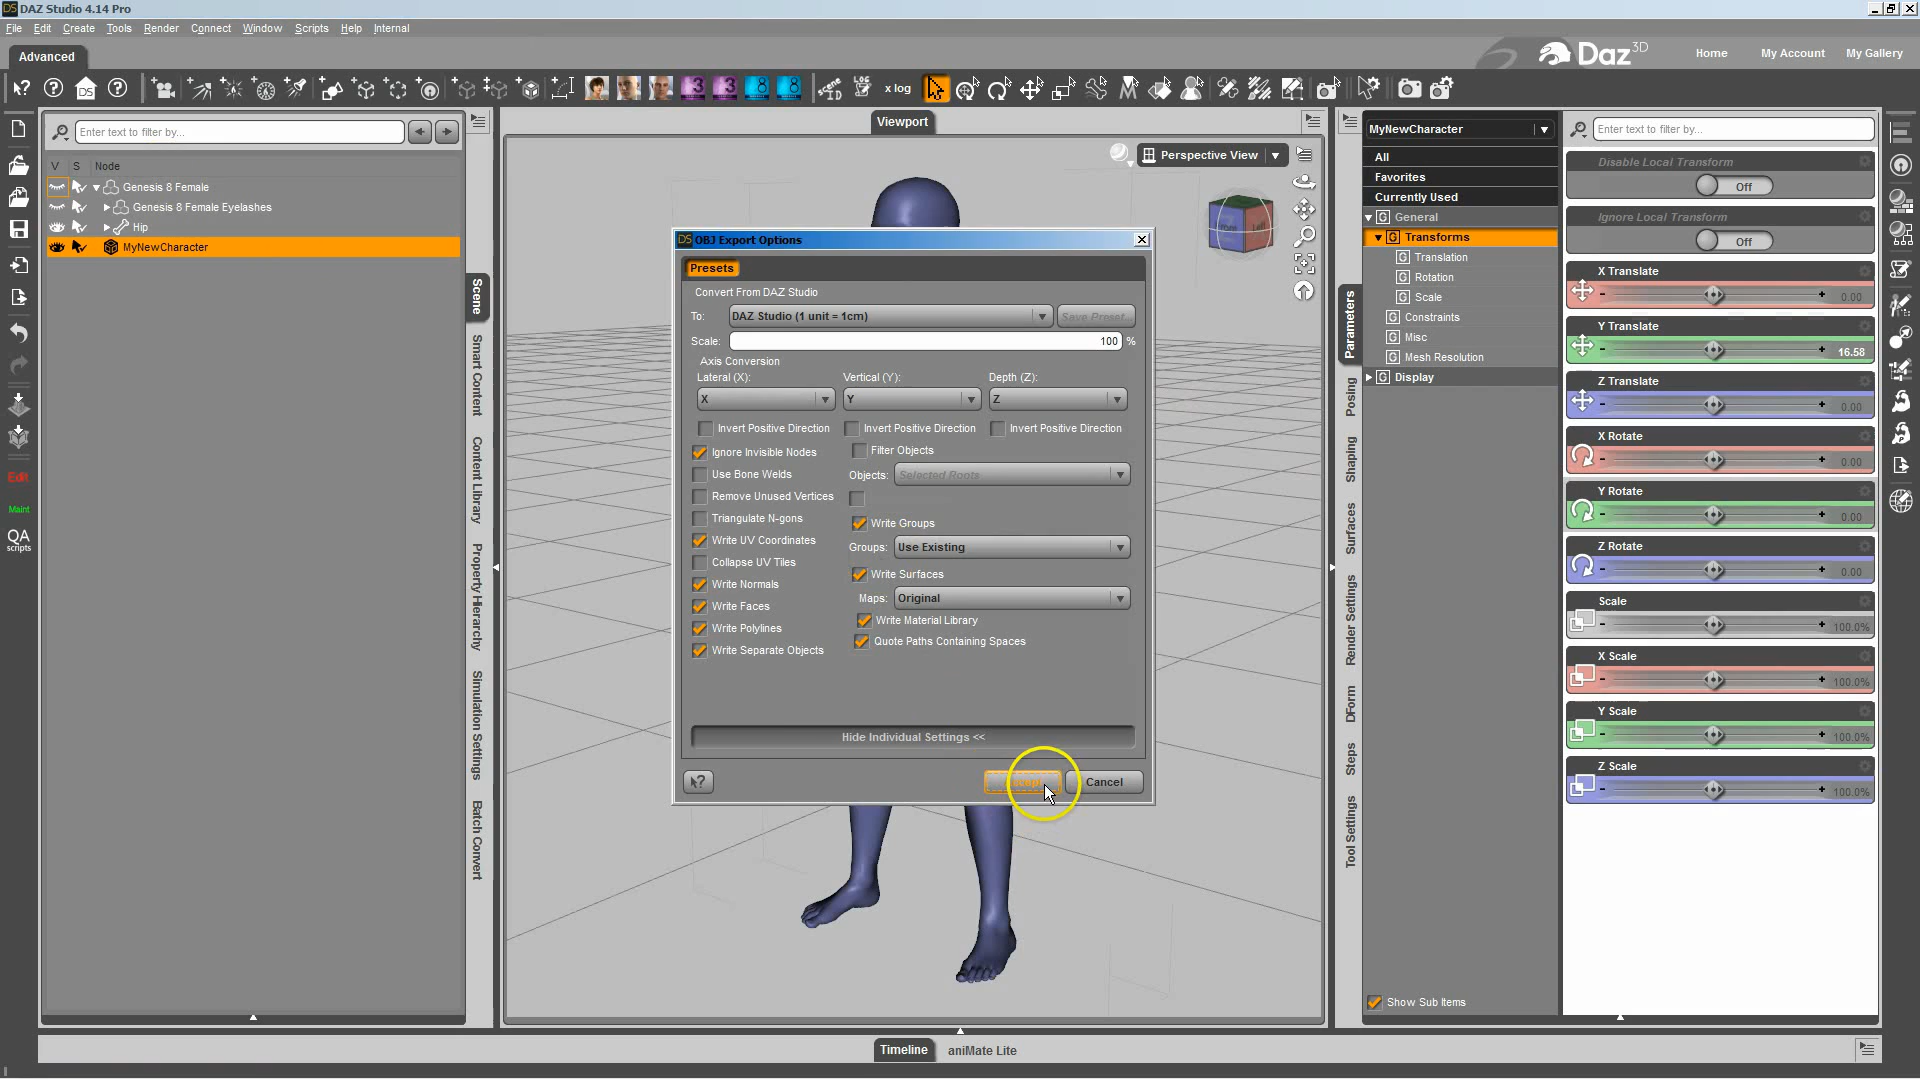 DAZ Studio 4.14 Pro
File Edit Create Tools Render Connect Window Scripts Help Internal
Advanced
Daz 3D
Home My Account My Gallery
x log
Enter text to filter by...
V S Node
Genesis 8 Female
Genesis 8 Female Eyelashes
Hip
MyNewCharacter
Edit
Maint
QA
scripts
Scene
Smart Content
Content Library
Property Hierarchy
Simulation Settings
Batch Convert
Viewport
Perspective View
OBJ Export Options
Presets
Convert From DAZ Studio
To: DAZ Studio (1 unit = 1cm) Save Preset...
Scale: 100 %
Axis Conversion
Lateral (X): Vertical (Y): Depth (Z):
X Y Z
Invert Positive Direction Invert Positive Direction Invert Positive Direction
Ignore Invisible Nodes
Use Bone Welds
Remove Unused Vertices
Triangulate N-gons
Write UV Coordinates
Collapse UV Tiles
Write Normals
Write Faces
Write Polylines
Write Separate Objects
Filter Objects
Objects: Selected Roots
Write Groups
Groups: Use Existing
Write Surfaces
Maps: Original
Write Material Library
Quote Paths Containing Spaces
Hide Individual Settings <<
Cancel
Parameters
Posing
Shaping
Surfaces
Render Settings
DForm
Steps
Tool Settings
MyNewCharacter
All
Favorites
Currently Used
General
Transforms
Translation
Rotation
Scale
Constraints
Misc
Mesh Resolution
Display
Show Sub Items
Enter text to filter by...
Disable Local Transform
Off
Ignore Local Transform
Off
X Translate
0.00
Y Translate
16.58
Z Translate
0.00
X Rotate
0.00
Y Rotate
0.00
Z Rotate
0.00
Scale
100.0%
X Scale
100.0%
Y Scale
100.0%
Z Scale
100.0%
Timeline aniMate Lite